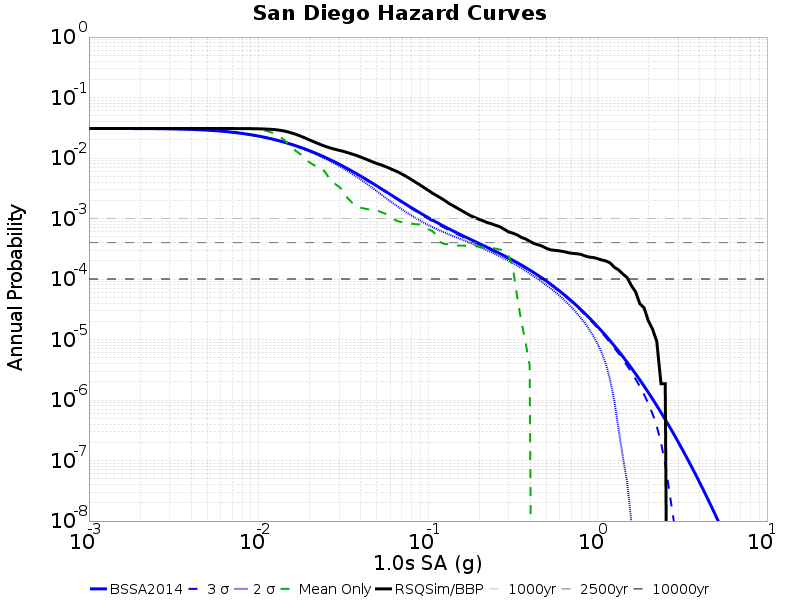 San Diego Hazard Curves
Annual Probability
10^0
10^-1
10^-2
10^-3
10^-4
10^-5
10^-6
10^-7
10^-8
10^-3 10^-2 10^-1 10^0 10^1
1.0s SA (g)
BSSA2014 3 σ 2 σ Mean Only RSQSim/BBP 1000yr 2500yr 10000yr